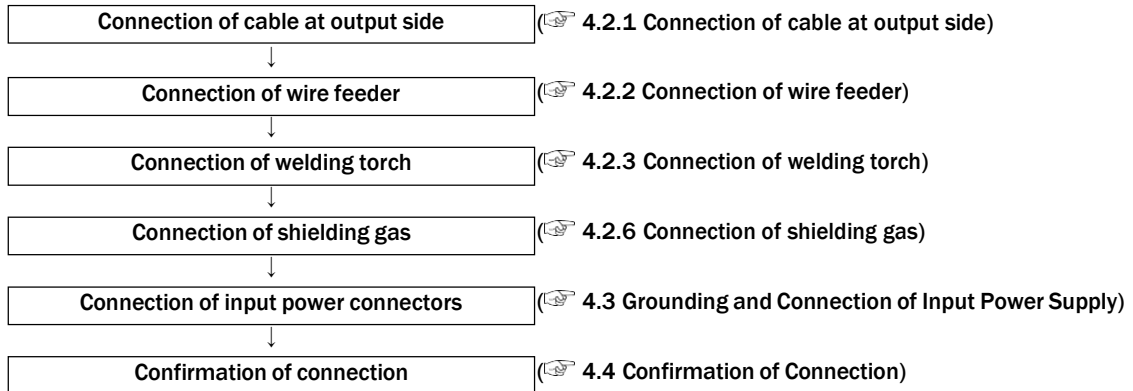 Connection of cable at output side (☞ 4.2.1 Connection of cable at output side)
↓
Connection of wire feeder (☞ 4.2.2 Connection of wire feeder)
↓
Connection of welding torch (☞ 4.2.3 Connection of welding torch)
↓
Connection of shielding gas (☞ 4.2.6 Connection of shielding gas)
↓
Connection of input power connectors (☞ 4.3 Grounding and Connection of Input Power Supply)
↓
Confirmation of connection (☞ 4.4 Confirmation of Connection)